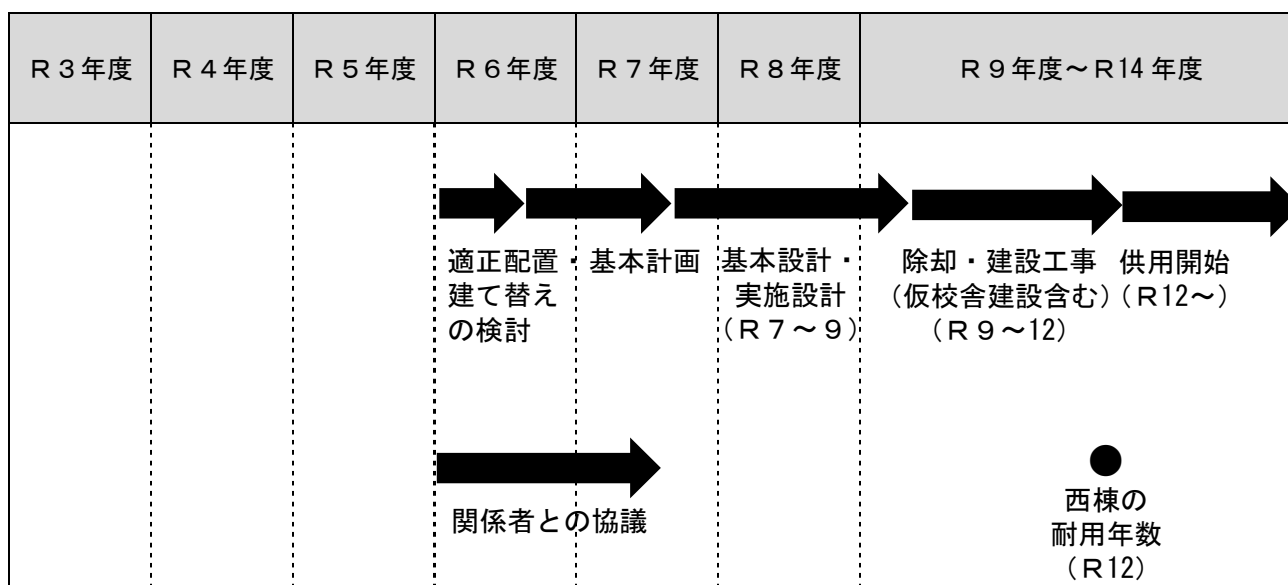 R3年度 R4年度 R5年度 R6年度 R7年度 R8年度 R9年度～R14年度
適正配置・
建て替え
の検討
基本計画
基本設計・
実施設計
(R7～9)
除却・建設工事
(仮校舎建設含む)
(R9～12)
供用開始
(R12～)
関係者との協議
西棟の
耐用年数
(R12)